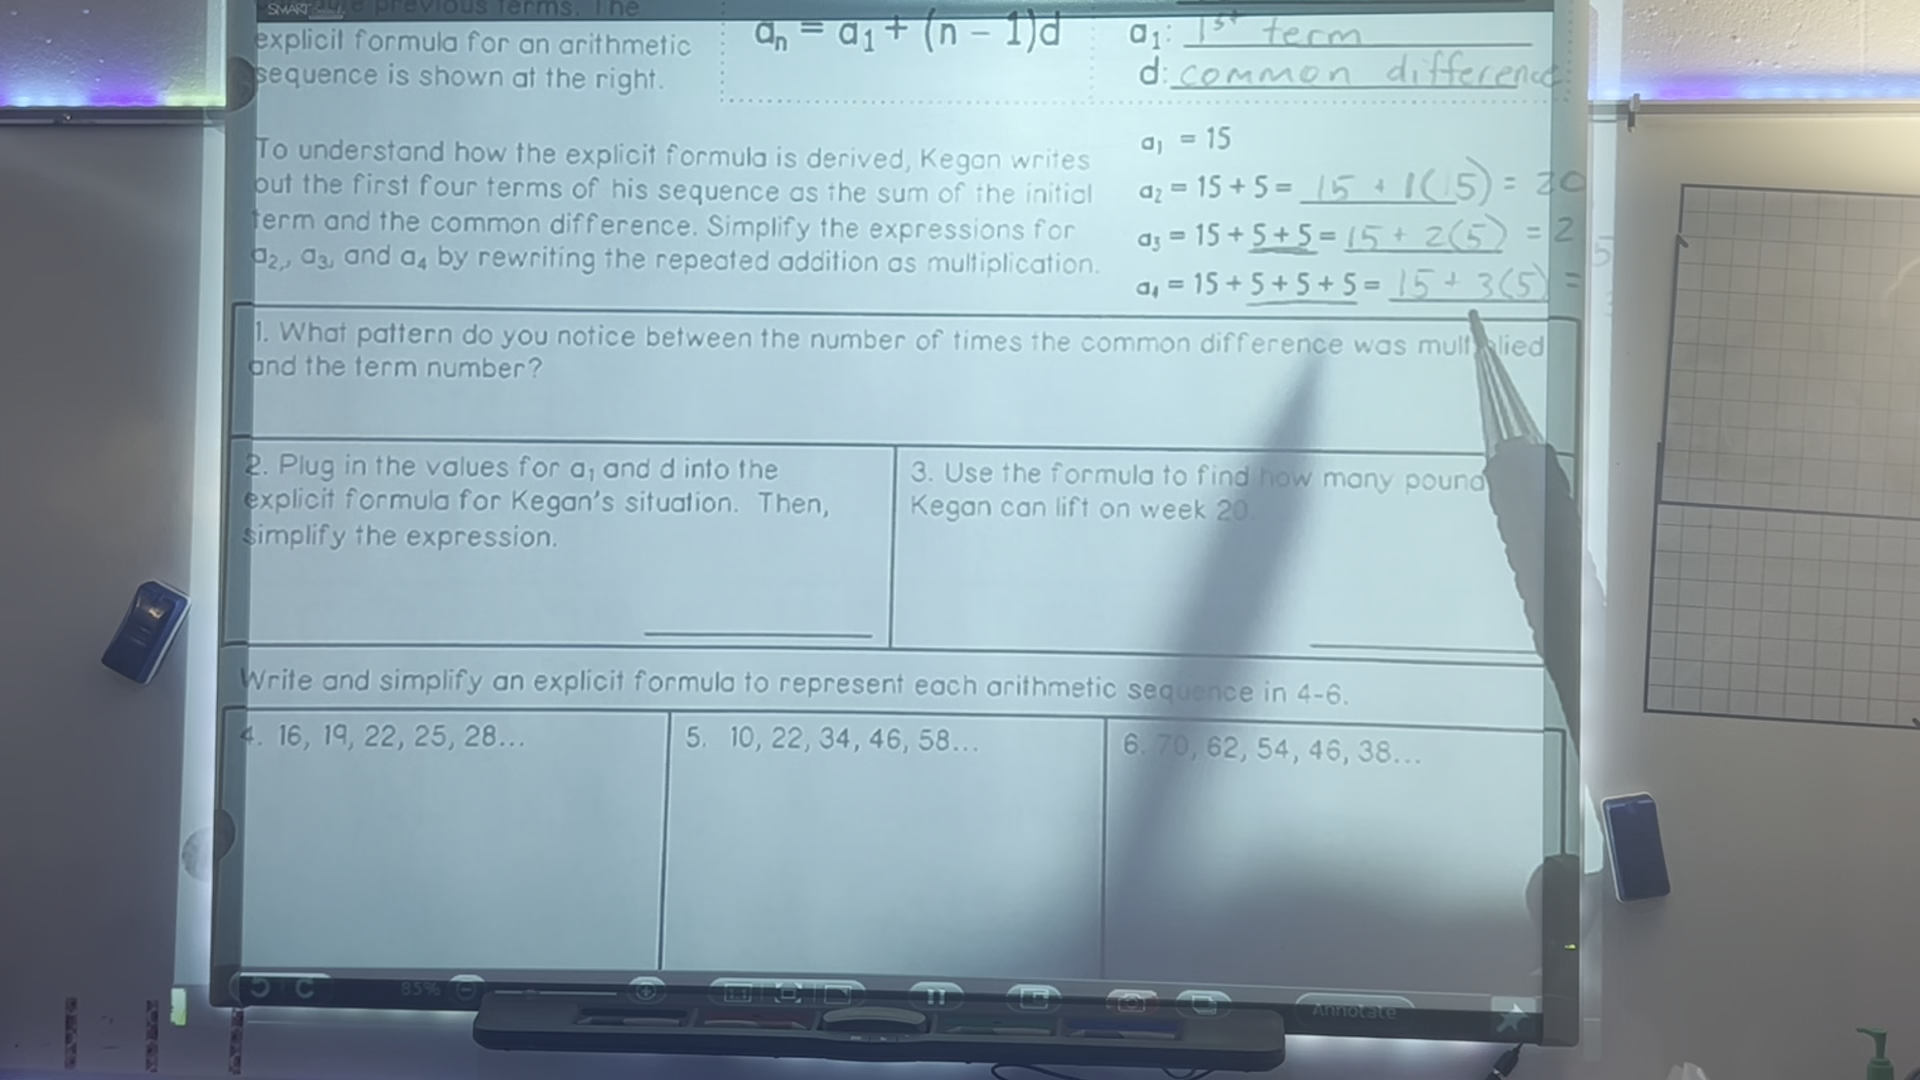 SMART
previous terms. The
explicit formula for an arithmetic
sequence is shown at the right.
aₙ = a₁ + (n - 1)d
a₁: 1st term
d: common difference
To understand how the explicit formula is derived, Kegan writes
out the first four terms of his sequence as the sum of the initial
term and the common difference. Simplify the expressions for
a₂, a₃, and a₄ by rewriting the repeated addition as multiplication.
a₁ = 15
a₂ = 15 + 5 = 15 + 1(5) = 20
a₃ = 15 + 5 + 5 = 15 + 2(5) = 25
a₄ = 15 + 5 + 5 + 5 = 15 + 3(5) =
1. What pattern do you notice between the number of times the common difference was multiplied
and the term number?
2. Plug in the values for a₁ and d into the
explicit formula for Kegan's situation. Then,
simplify the expression.
3. Use the formula to find how many pound
Kegan can lift on week 20.
Write and simplify an explicit formula to represent each arithmetic sequence in 4-6.
4. 16, 19, 22, 25, 28...
5. 10, 22, 34, 46, 58...
6. 70, 62, 54, 46, 38...
85%
Annotate